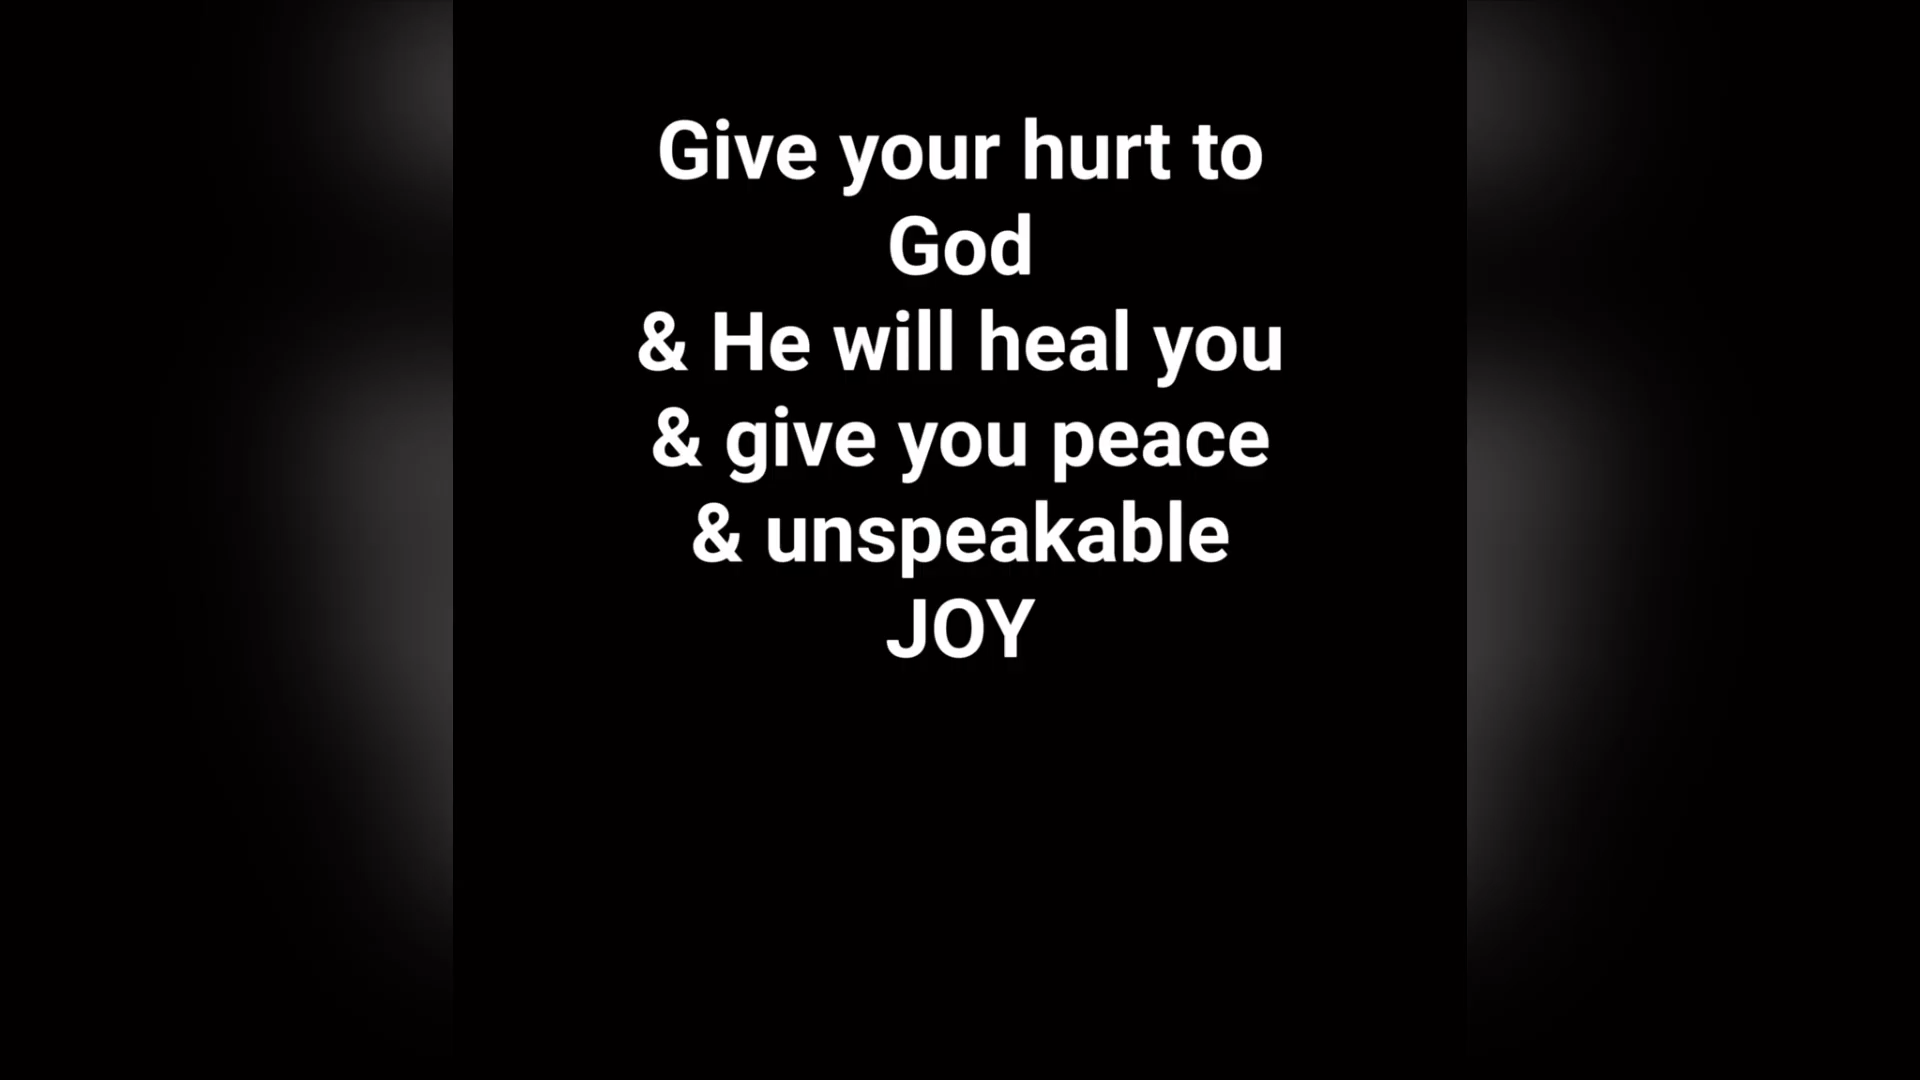 Give your hurt to
God
& He will heal you
& give you peace
& unspeakable
JOY